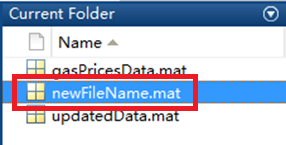 Current Folder
Name
gasPricesData.mat
newFileName.mat
updatedData.mat